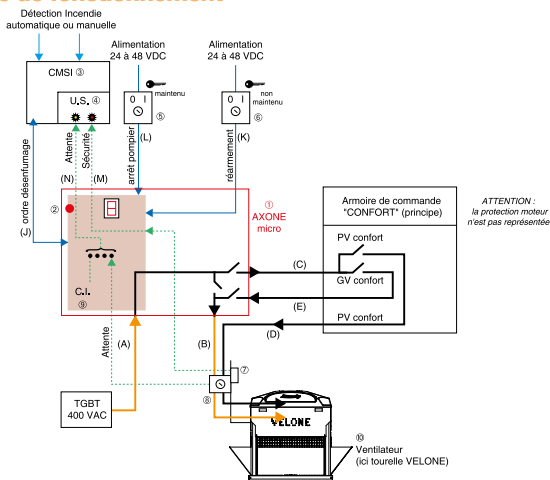 Détection Incendie
automatique ou manuelle
Alimentation
24 à 48 VDC
Alimentation
24 à 48 VDC
CMSI ③
U.S. ④
maintenu
0 I
⑤
non
maintenu
0 I
⑥
ordre désenfumage
(J)
Attente
(N)
Sécurité
(M)
arrêt pompier
(L)
réarmement
(K)
②
①
AXONE
micro
Armoire de commande
"CONFORT" (principe)
ATTENTION :
la protection moteur
n'est pas représentée
PV confort
GV confort
PV confort
(C)
(E)
(D)
C.I.
⑨
Attente
(A)
(B)
⑦
⑧
TGBT
400 VAC
VELONE
⑩
Ventilateur
(ici tourelle VELONE)